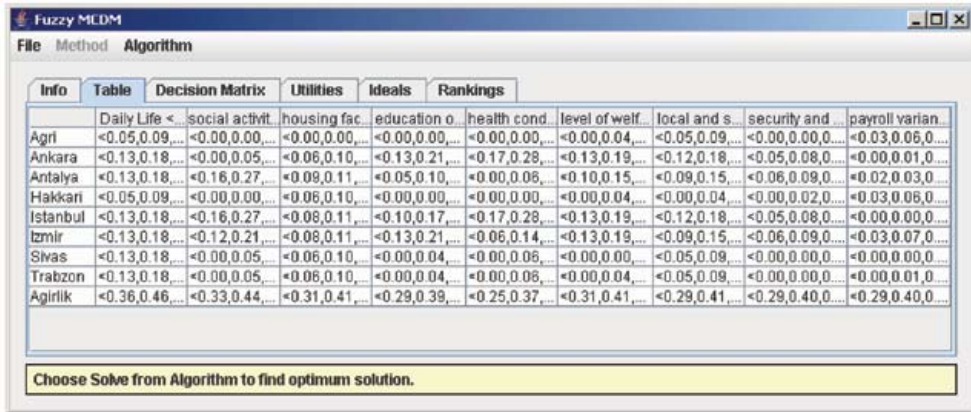 Fuzzy MCDM
File Method Algorithm
Info Table Decision Matrix Utilities Ideals Rankings
Daily Life <... social activit... housing fac... education o... health cond... level of welf... local and s... security and ... payroll varian...
Agri <0.05,0.09,... <0.00,0.00,... <0.00,0.00,... <0.00,0.00,... <0.00,0.00,... <0.00,0.04,... <0.05,0.09,... <0.00,0.00,0.... <0.03,0.06,0....
Ankara <0.13,0.18,... <0.00,0.05,... <0.06,0.10,... <0.13,0.21,... <0.17,0.28,... <0.13,0.19,... <0.12,0.18,... <0.05,0.08,0.... <0.00,0.01,0....
Antalya <0.13,0.18,... <0.16,0.27,... <0.09,0.11,... <0.05,0.10,... <0.00,0.06,... <0.10,0.15,... <0.09,0.15,... <0.06,0.09,0.... <0.02,0.03,0....
Hakkari <0.05,0.09,... <0.00,0.00,... <0.06,0.10,... <0.00,0.00,... <0.00,0.00,... <0.00,0.04,... <0.00,0.04,... <0.00,0.02,0.... <0.03,0.06,0....
Istanbul <0.13,0.18,... <0.16,0.27,... <0.08,0.11,... <0.10,0.17,... <0.17,0.28,... <0.13,0.19,... <0.12,0.18,... <0.05,0.08,0.... <0.00,0.00,0....
Izmir <0.13,0.18,... <0.12,0.21,... <0.08,0.11,... <0.13,0.21,... <0.06,0.14,... <0.13,0.19,... <0.09,0.15,... <0.06,0.09,0.... <0.03,0.07,0....
Sivas <0.13,0.18,... <0.00,0.05,... <0.06,0.10,... <0.00,0.04,... <0.00,0.06,... <0.00,0.00,... <0.05,0.09,... <0.00,0.00,0.... <0.00,0.00,0....
Trabzon <0.13,0.18,... <0.00,0.05,... <0.06,0.10,... <0.00,0.04,... <0.00,0.06,... <0.00,0.04,... <0.05,0.09,... <0.00,0.00,0.... <0.00,0.01,0....
Agirlik <0.36,0.46,... <0.33,0.44,... <0.31,0.41,... <0.29,0.39,... <0.25,0.37,... <0.31,0.41,... <0.29,0.41,... <0.29,0.40,0.... <0.29,0.40,0....
Choose Solve from Algorithm to find optimum solution.